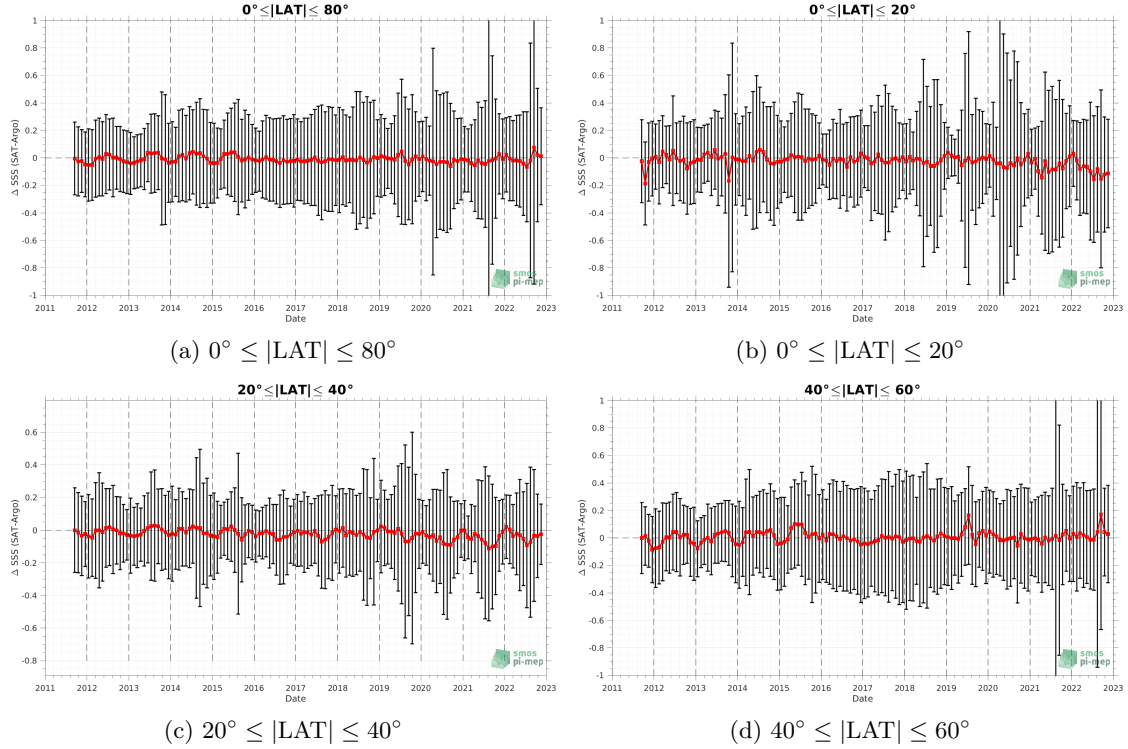 0°≤|LAT|≤ 80°
1
0.8
0.6
0.4
0.2
0
-0.2
-0.4
-0.6
-0.8
-1
Δ SSS (SAT-Argo)
2011 2012 2013 2014 2015 2016 2017 2018 2019 2020 2021 2022 2023
Date
smos
pi-mep
(a) 0° ≤ |LAT| ≤ 80°
0°≤|LAT|≤ 20°
1
0.8
0.6
0.4
0.2
0
-0.2
-0.4
-0.6
-0.8
-1
Δ SSS (SAT-Argo)
2011 2012 2013 2014 2015 2016 2017 2018 2019 2020 2021 2022 2023
Date
smos
pi-mep
(b) 0° ≤ |LAT| ≤ 20°
20°≤|LAT|≤ 40°
0.6
0.4
0.2
0
-0.2
-0.4
-0.6
-0.8
Δ SSS (SAT-Argo)
2011 2012 2013 2014 2015 2016 2017 2018 2019 2020 2021 2022 2023
Date
smos
pi-mep
(c) 20° ≤ |LAT| ≤ 40°
40°≤|LAT|≤ 60°
1
0.8
0.6
0.4
0.2
0
-0.2
-0.4
-0.6
-0.8
-1
Δ SSS (SAT-Argo)
2011 2012 2013 2014 2015 2016 2017 2018 2019 2020 2021 2022 2023
Date
smos
pi-mep
(d) 40° ≤ |LAT| ≤ 60°